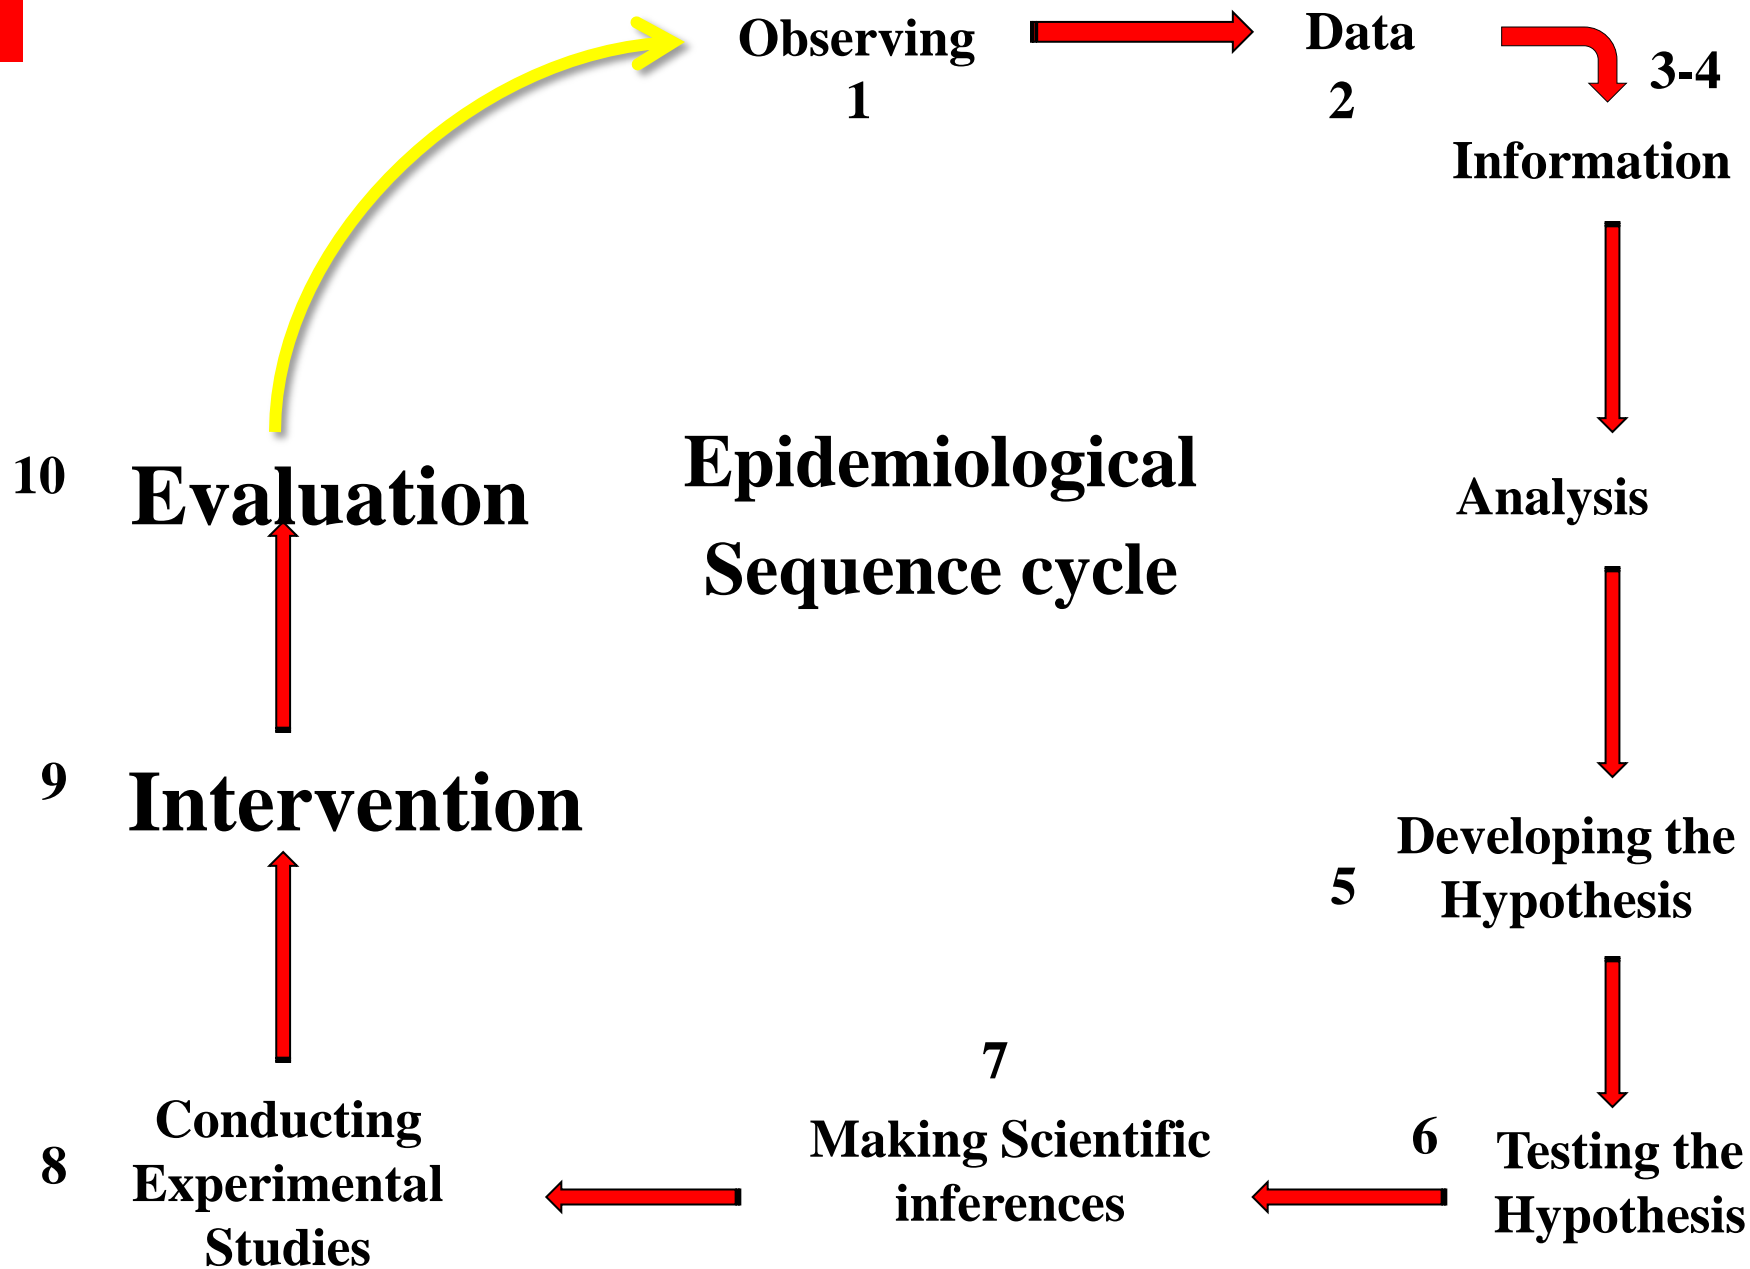 Observing
1
Data
2
3-4
Information
Analysis
Developing the
Hypothesis
5
Testing the
Hypothesis
6
7
Making Scientific
inferences
Conducting
Experimental
Studies
8
9
Intervention
10
Evaluation
Epidemiological
Sequence cycle